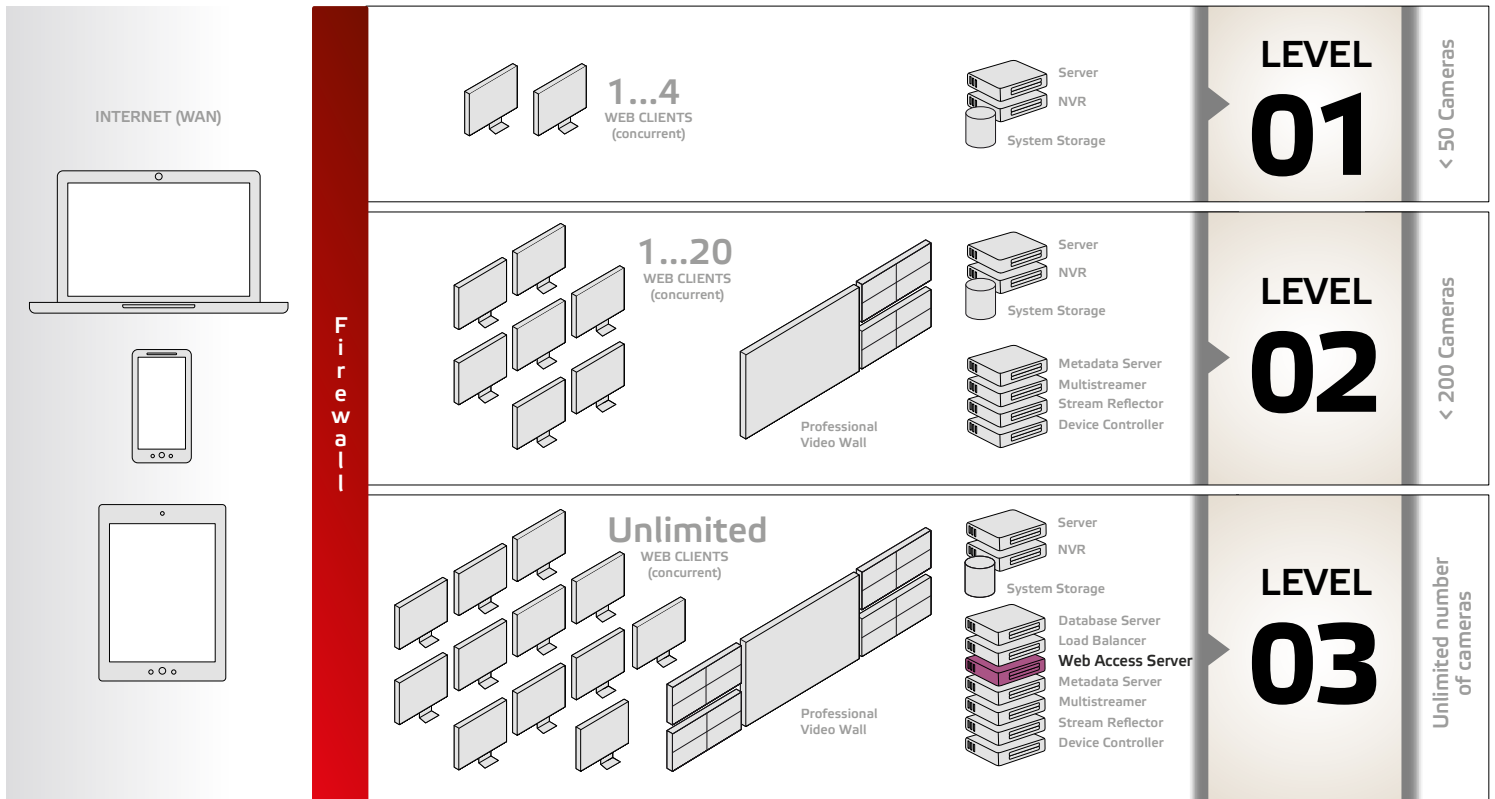 INTERNET (WAN)
Firewall
1...4
WEB CLIENTS
(concurrent)
Server
NVR
System Storage
LEVEL
01
< 50 Cameras
1...20
WEB CLIENTS
(concurrent)
Professional
Video Wall
Server
NVR
System Storage
Metadata Server
Multistreamer
Stream Reflector
Device Controller
LEVEL
02
< 200 Cameras
Unlimited
WEB CLIENTS
(concurrent)
Professional
Video Wall
Server
NVR
System Storage
Database Server
Load Balancer
Web Access Server
Metadata Server
Multistreamer
Stream Reflector
Device Controller
LEVEL
03
Unlimited number
of cameras